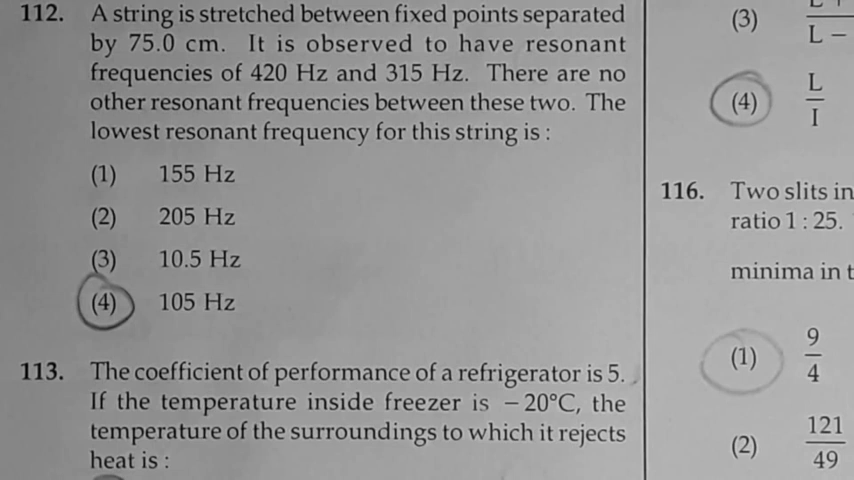 112. A string is stretched between fixed points separated
by 75.0 cm. It is observed to have resonant
frequencies of 420 Hz and 315 Hz. There are no
other resonant frequencies between these two. The
lowest resonant frequency for this string is :
(1) 155 Hz
(2) 205 Hz
(3) 10.5 Hz
(4) 105 Hz
113. The coefficient of performance of a refrigerator is 5.
If the temperature inside freezer is −20°C, the
temperature of the surroundings to which it rejects
heat is :
(3)
L −
(4) L
I
116. Two slits in
ratio 1 : 25.
minima in t
(1) 9
4
(2) 121
49